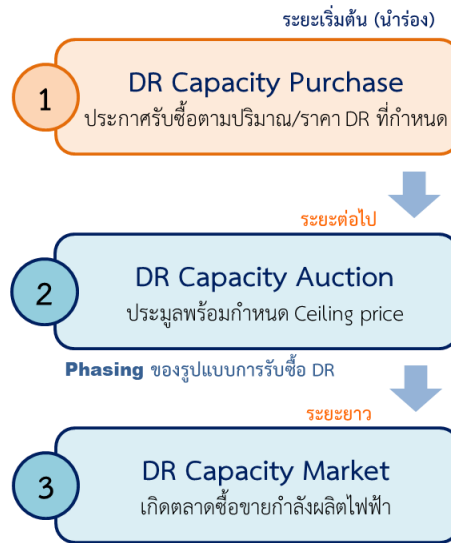 ระยะเริ่มต้น (นำร่อง)
1
DR Capacity Purchase
ประกาศรับซื้อตามปริมาณ/ราคา DR ที่กำหนด
ระยะต่อไป
2
DR Capacity Auction
ประมูลพร้อมกำหนด Ceiling price
Phasing ของรูปแบบการรับซื้อ DR
ระยะยาว
3
DR Capacity Market
เกิดตลาดซื้อขายกำลังผลิตไฟฟ้า